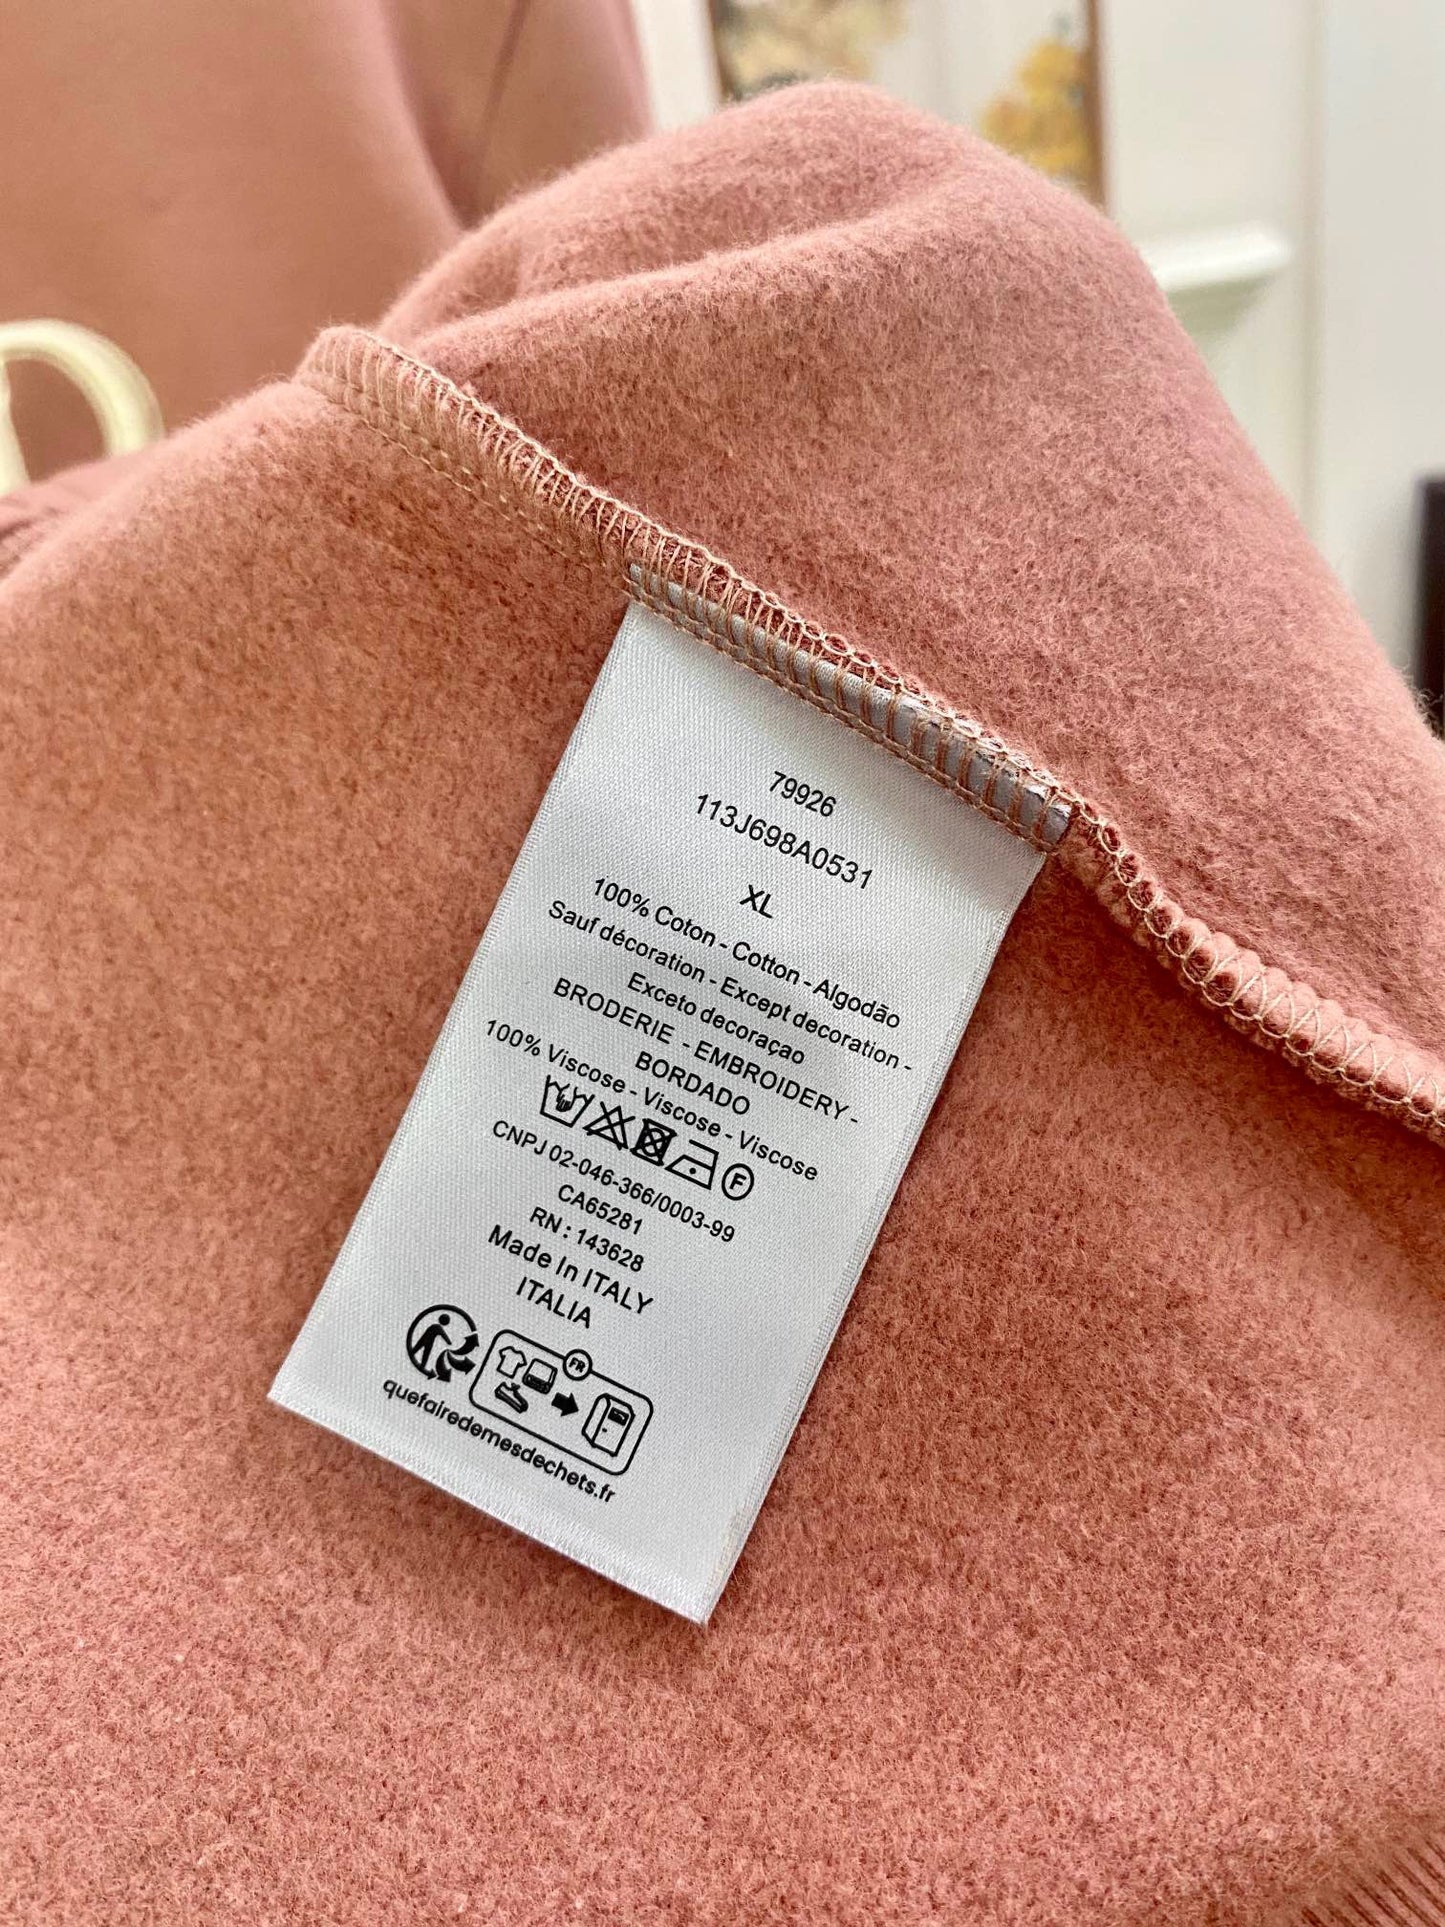 79926
113J698A0531
XL
100% Coton - Cotton - Algodão
Sauf décoration - Except decoration -
Exceto decoraçao
BRODERIE - EMBROIDERY -
BORDADO
100% Viscose - Viscose - Viscose
F
CNPJ 02-046-366/0003-99
CA65281
RN : 143628
Made In ITALY
ITALIA
FR
quefairedemesdechets.fr